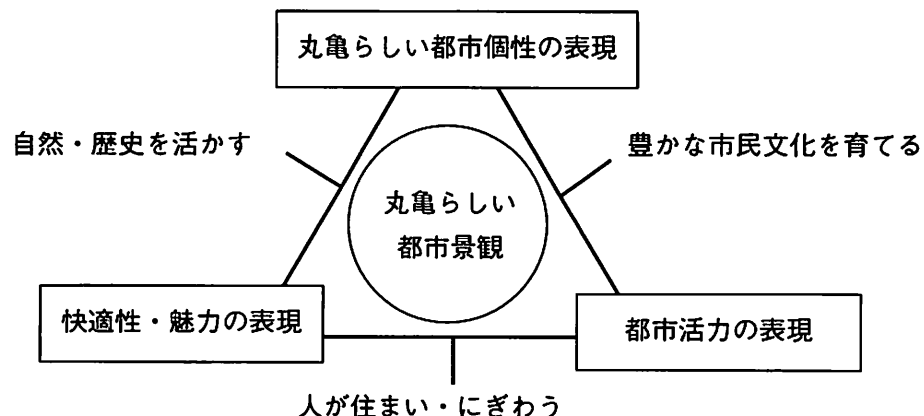 丸亀らしい都市個性の表現
自然・歴史を活かす
豊かな市民文化を育てる
丸亀らしい
都市景観
快適性・魅力の表現
都市活力の表現
人が住まい・にぎわう